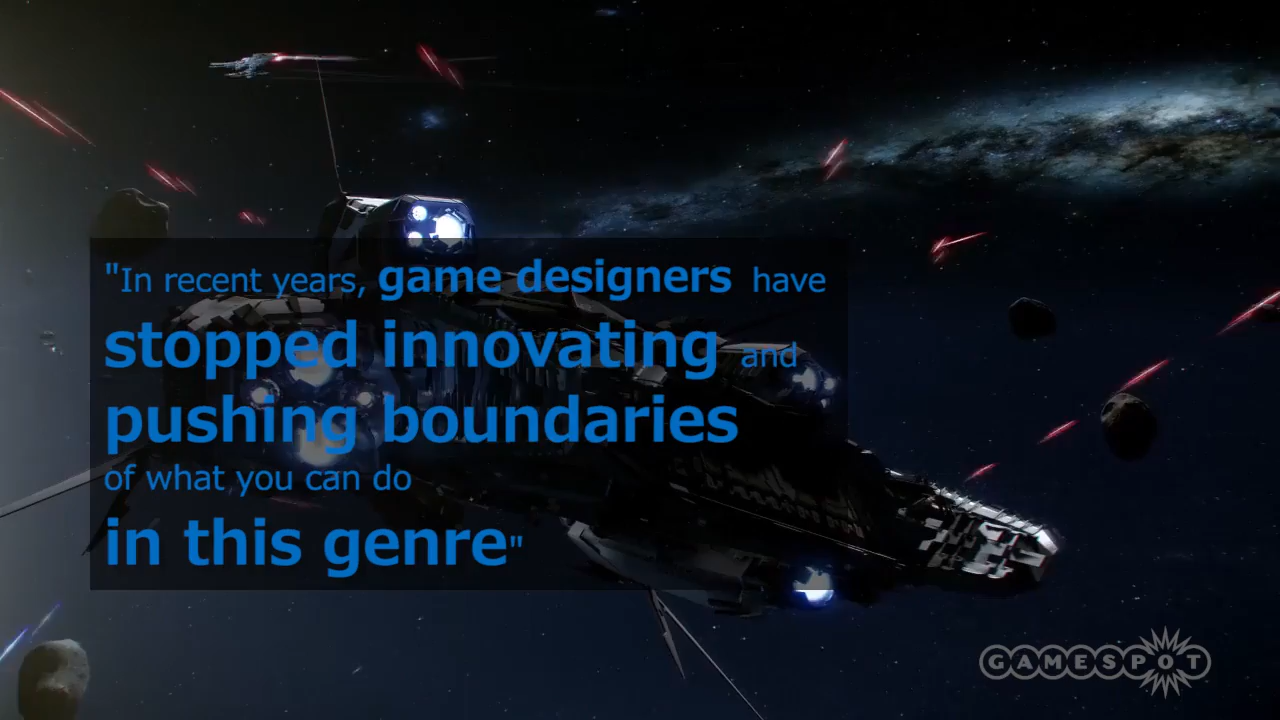 "In recent years, game designers have
stopped innovating and
pushing boundaries
of what you can do
in this genre"
GAMESPOT